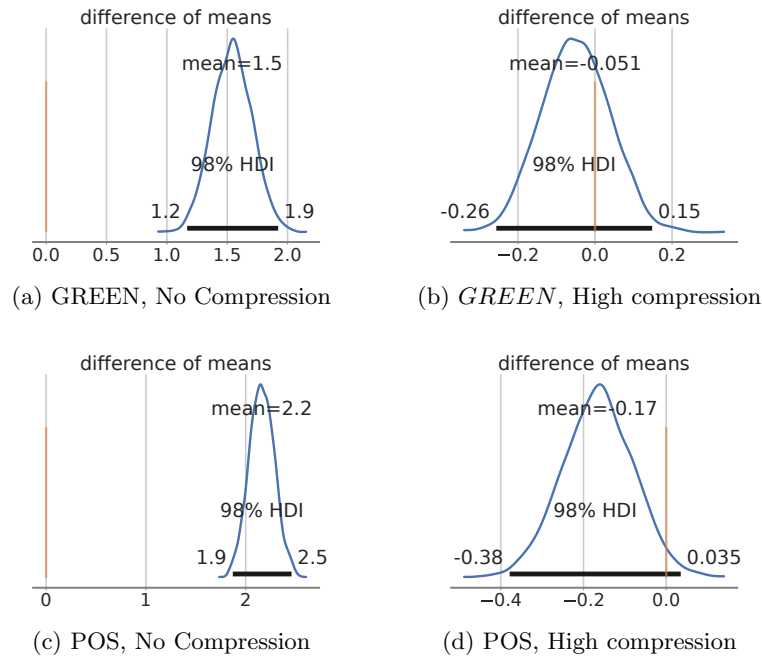 difference of means
mean=1.5
98% HDI
1.2 1.9
0.0 0.5 1.0 1.5 2.0
(a) GREEN, No Compression
difference of means
mean=-0.051
98% HDI
-0.26 0.15
−0.2 0.0 0.2
(b) GREEN, High compression
difference of means
mean=2.2
98% HDI
1.9 2.5
0 1 2
(c) POS, No Compression
difference of means
mean=-0.17
98% HDI
-0.38 0.035
−0.4 −0.2 0.0
(d) POS, High compression